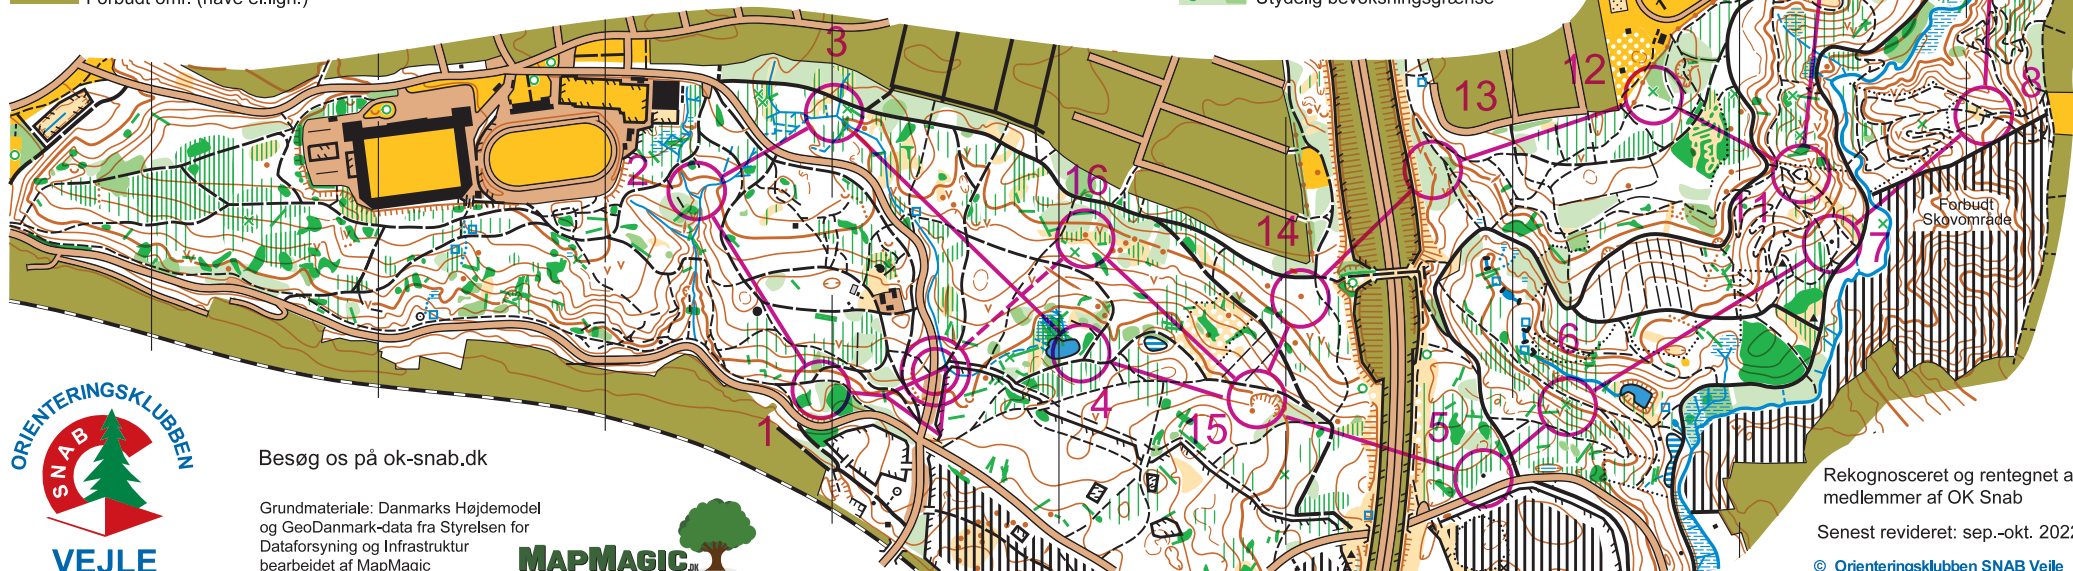 Forbudt omr. (have el.lign.)
Utydelig bevoksningsgrænse
3
12
13
8
2
16
14
11
7
Forbudt
Skovområde
6
4
15
5
1
ORIENTERINGSKLUBBEN
SNAB
VEJLE
Besøg os på ok-snab.dk
Grundmateriale: Danmarks Højdemodel
og GeoDanmark-data fra Styrelsen for
Dataforsyning og Infrastruktur
bearbejdet af MapMagic
MAPMAGIC.DK
Rekognosceret og rentegnet a
medlemmer af OK Snab
Senest revideret: sep.-okt. 2022
© Orienteringsklubben SNAB Vejle